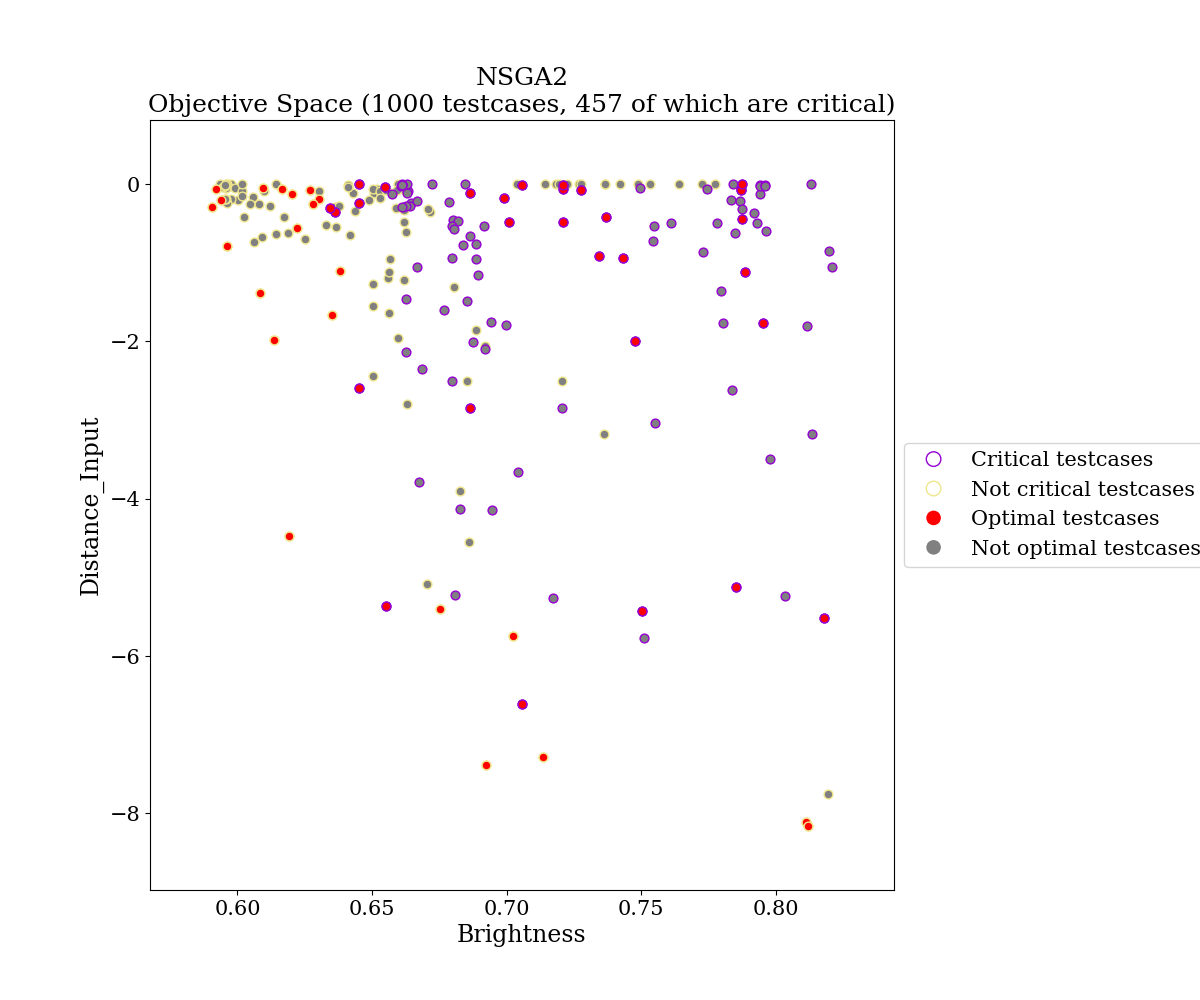 NSGA2
Objective Space (1000 testcases, 457 of which are critical)
0
−2
−4
−6
−8
Distance_Input
0.60
0.65
0.70
0.75
0.80
Brightness
Critical testcases
Not critical testcases
Optimal testcases
Not optimal testcases